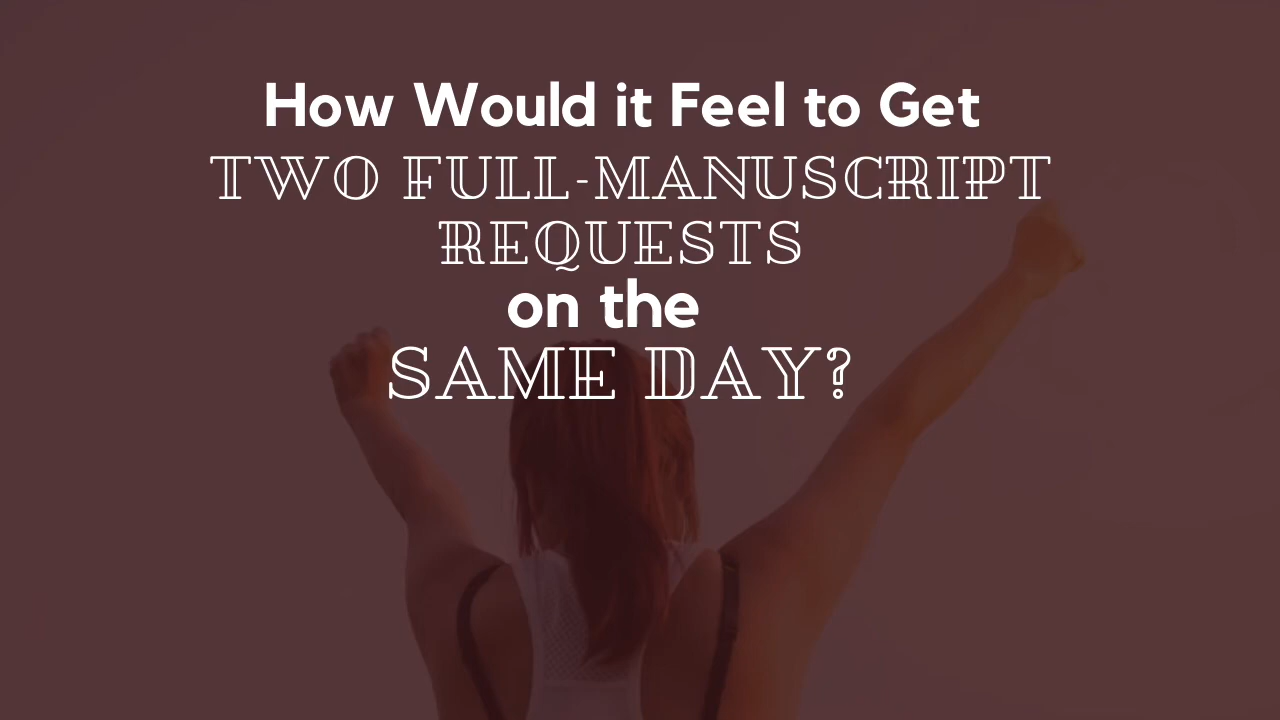 How Would it Feel to Get
TWO FULL-MANUSCRIPT
REQUESTS
on the
SAME DAY?